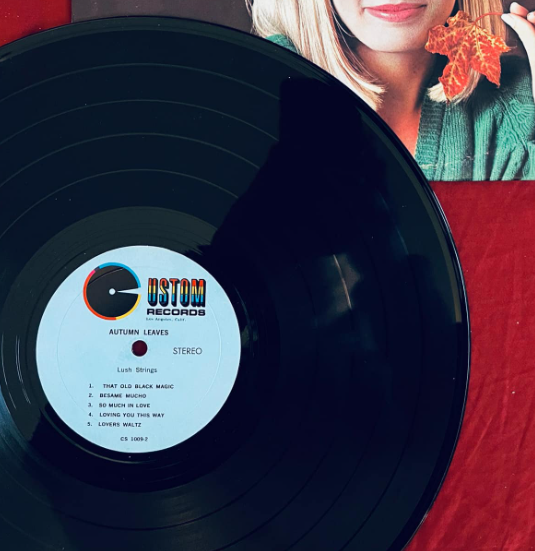 CUSTOM
RECORDS
Los Angeles, Calif.
AUTUMN LEAVES
STEREO
Lush Strings
1. THAT OLD BLACK MAGIC
2. BESAME MUCHO
3. SO MUCH IN LOVE
4. LOVING YOU THIS WAY
5. LOVERS WALTZ
CS 1009-2